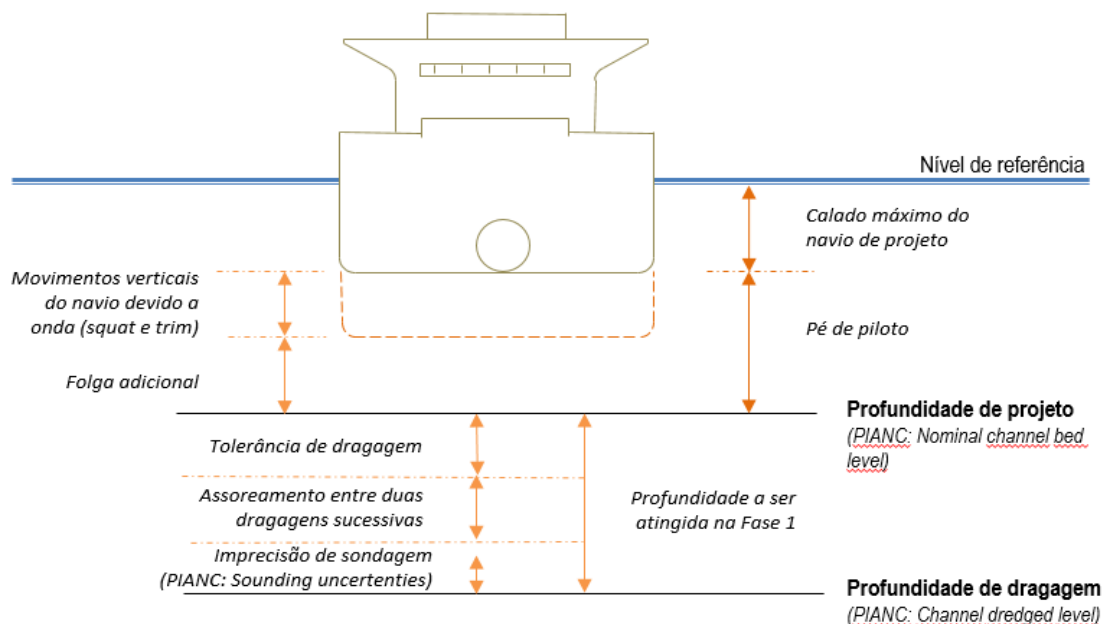 Nível de referência
Calado máximo do
navio de projeto
Movimentos verticais
do navio devido a
onda (squat e trim)
Pé de piloto
Folga adicional
Profundidade de projeto
(PIANC: Nominal channel bed
level)
Tolerância de dragagem
Assoreamento entre duas
dragagens sucessivas
Profundidade a ser
atingida na Fase 1
Imprecisão de sondagem
(PIANC: Sounding uncertenties)
Profundidade de dragagem
(PIANC: Channel dredged level)